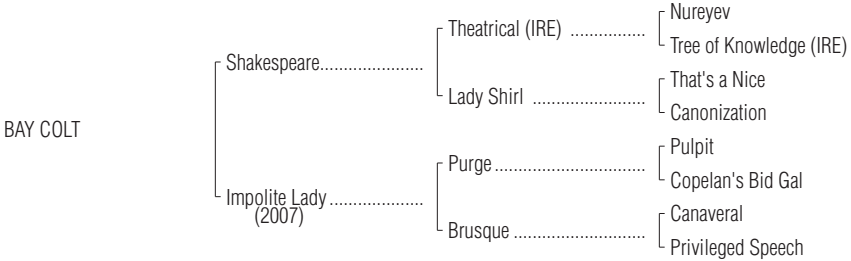 Nureyev
Theatrical (IRE) ................
Tree of Knowledge (IRE)
Shakespeare......................
That's a Nice
Lady Shirl ........................
Canonization
BAY COLT
Pulpit
Purge................................
Copelan's Bid Gal
Impolite Lady....................
(2007)
Canaveral
Brusque ............................
Privileged Speech